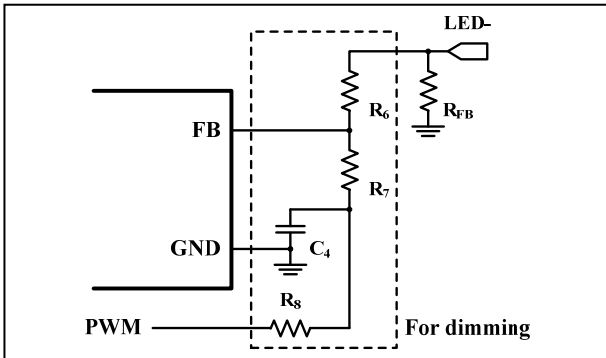 LED-
R6
RFB
FB
R7
GND
C4
R8
PWM
For dimming